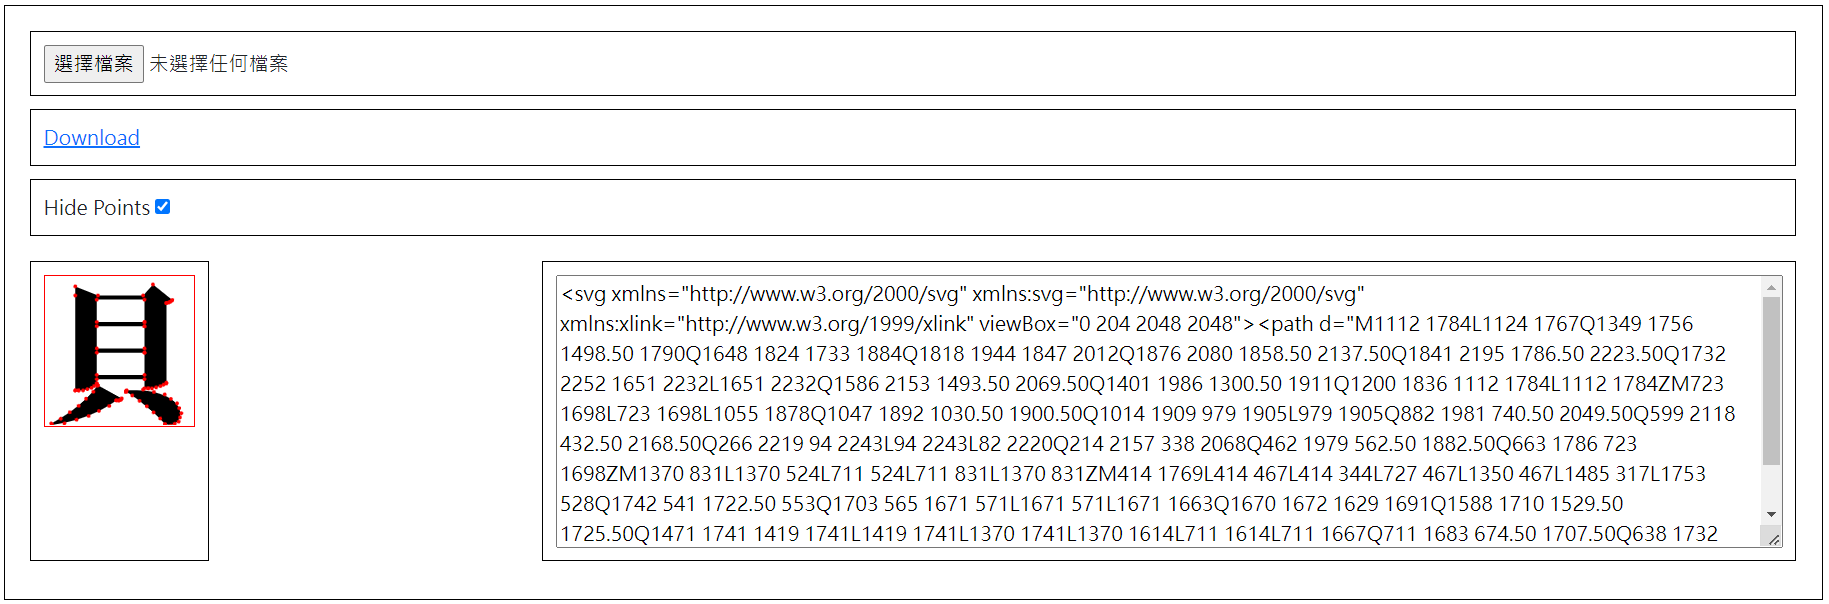 選擇檔案 未選擇任何檔案
Download
Hide Points
貝
<svg xmlns="http://www.w3.org/2000/svg" xmlns:svg="http://www.w3.org/2000/svg"
xmlns:xlink="http://www.w3.org/1999/xlink" viewBox="0 204 2048 2048"><path d="M1112 1784L1124 1767Q1349 1756
1498.50 1790Q1648 1824 1733 1884Q1818 1944 1847 2012Q1876 2080 1858.50 2137.50Q1841 2195 1786.50 2223.50Q1732
2252 1651 2232L1651 2232Q1586 2153 1493.50 2069.50Q1401 1986 1300.50 1911Q1200 1836 1112 1784L1112 1784ZM723
1698L723 1698L1055 1878Q1047 1892 1030.50 1900.50Q1014 1909 979 1905L979 1905Q882 1981 740.50 2049.50Q599 2118
432.50 2168.50Q266 2219 94 2243L94 2243L82 2220Q214 2157 338 2068Q462 1979 562.50 1882.50Q663 1786 723
1698ZM1370 831L1370 524L711 524L711 831L1370 831ZM414 1769L414 467L414 344L727 467L1350 467L1485 317L1753
528Q1742 541 1722.50 553Q1703 565 1671 571L1671 571L1671 1663Q1670 1672 1629 1691Q1588 1710 1529.50
1725.50Q1471 1741 1419 1741L1419 1741L1370 1741L1370 1614L711 1614L711 1667Q711 1683 674.50 1707.50Q638 1732